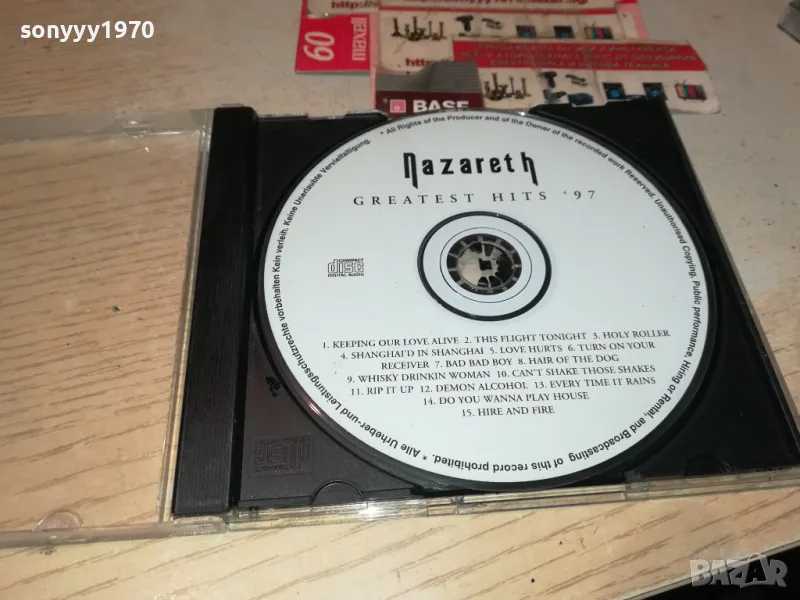 sonyyy1970
60
maxell
BASF
nazareth
GREATEST HITS '97
COMPACT
disc
DIGITAL AUDIO
1. KEEPING OUR LOVE ALIVE 2. THIS FLIGHT TONIGHT 3. HOLY ROLLER
4. SHANGHAI'D IN SHANGHAI 5. LOVE HURTS 6. TURN ON YOUR
RECEIVER 7. BAD BAD BOY 8. HAIR OF THE DOG
9. WHISKY DRINKIN WOMAN 10. CAN'T SHAKE THOSE SHAKES
11. RIP IT UP 12. DEMON ALCOHOL 13. EVERY TIME IT RAINS
14. DO YOU WANNA PLAY HOUSE
15. HIRE AND FIRE
* All Rights of the Producer and of the Owner of the recorded work Reserved. Unauthorised Copying, Public performance, Hiring or Rental, and Broadcasting of this record prohibited. * Alle Urheber-und Leistungsschutzrechte vorbehalten Kein verleih. Keine Unerlaubte Vervielfaltigung.
BAZAR.bg